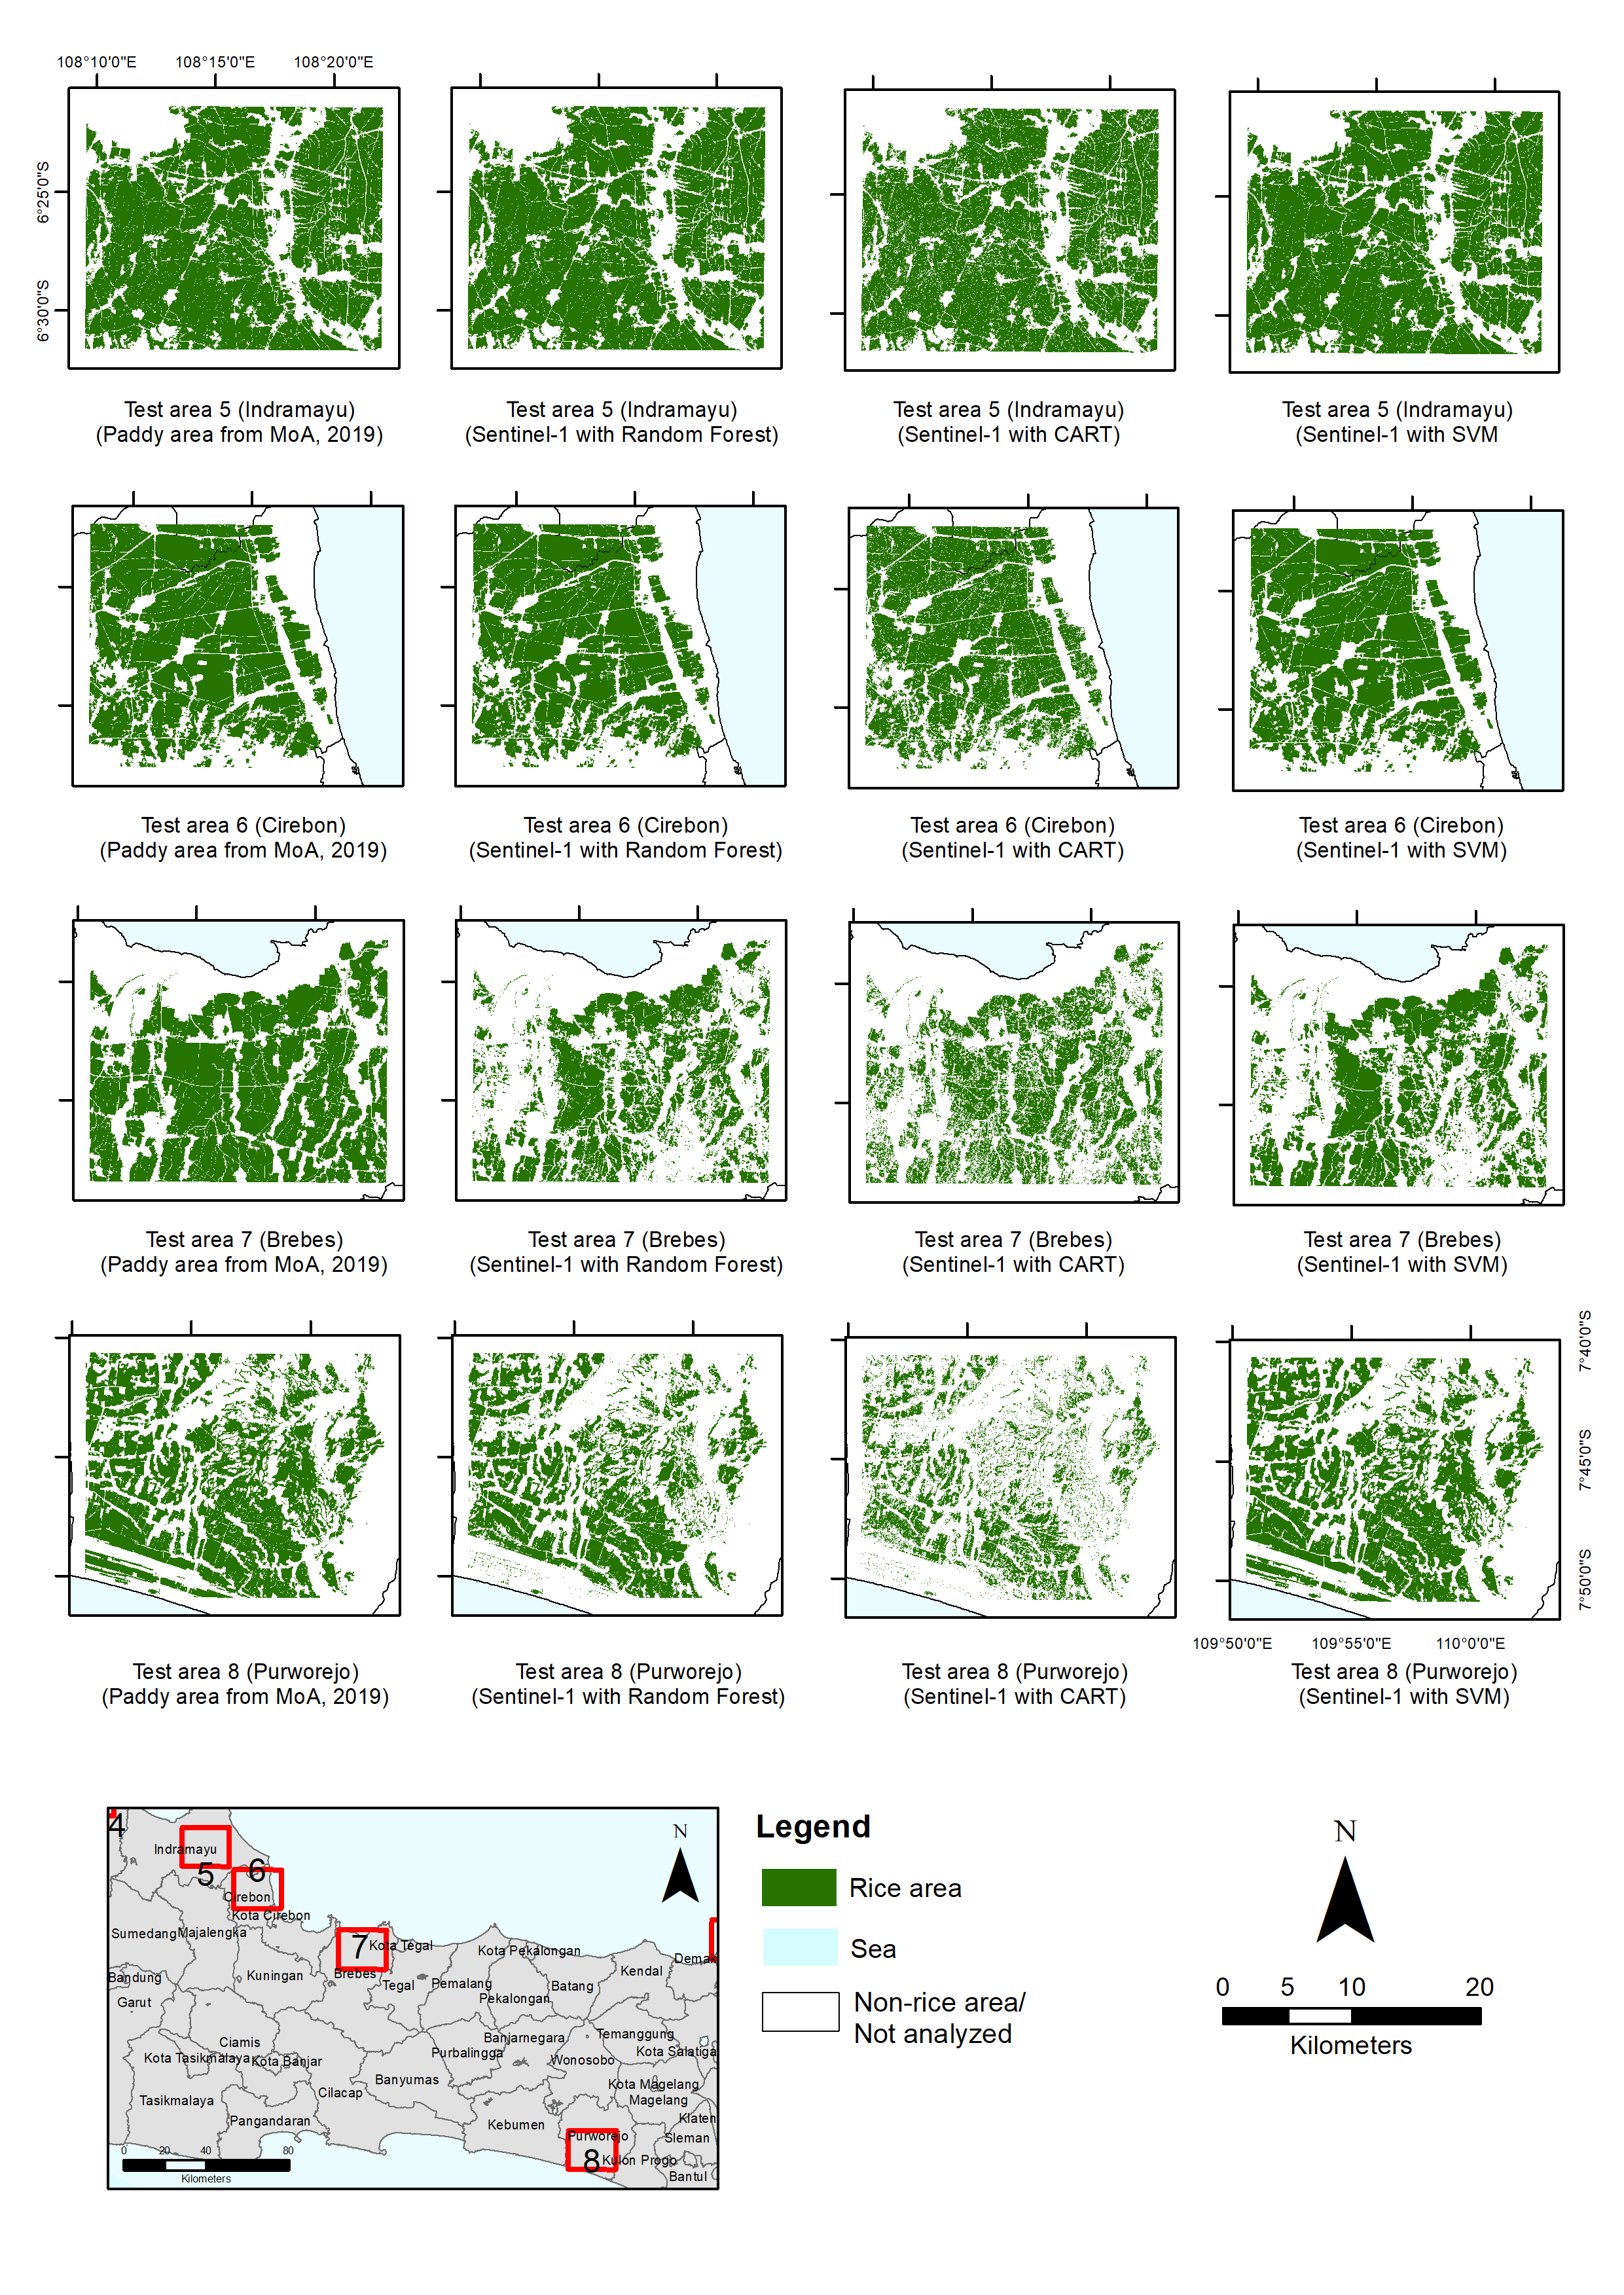 108°10'0"E 108°15'0"E 108°20'0"E
6°25'0"S
6°30'0"S
Test area 5 (Indramayu)
(Paddy area from MoA, 2019)
Test area 5 (Indramayu)
(Sentinel-1 with Random Forest)
Test area 5 (Indramayu)
(Sentinel-1 with CART)
Test area 5 (Indramayu)
(Sentinel-1 with SVM
Test area 6 (Cirebon)
(Paddy area from MoA, 2019)
Test area 6 (Cirebon)
(Sentinel-1 with Random Forest)
Test area 6 (Cirebon)
(Sentinel-1 with CART)
Test area 6 (Cirebon)
(Sentinel-1 with SVM)
Test area 7 (Brebes)
(Paddy area from MoA, 2019)
Test area 7 (Brebes)
(Sentinel-1 with Random Forest)
Test area 7 (Brebes)
(Sentinel-1 with CART)
Test area 7 (Brebes)
(Sentinel-1 with SVM)
7°40'0"S
7°45'0"S
7°50'0"S
109°50'0"E 109°55'0"E 110°0'0"E
Test area 8 (Purworejo)
(Paddy area from MoA, 2019)
Test area 8 (Purworejo)
(Sentinel-1 with Random Forest)
Test area 8 (Purworejo)
(Sentinel-1 with CART)
Test area 8 (Purworejo)
(Sentinel-1 with SVM)
4
N
Indramayu
5
6
Cirebon
Kota Cirebon
Sumedang
Majalengka
7
Kota Tegal
Kota Pekalongan
Demak
Bandung
Kuningan
Brebes
Tegal
Pemalang
Batang
Kendal
Garut
Pekalongan
Ciamis
Banjarnegara
Temanggung
Kota Tasikmalaya
Kota Banjar
Purbalingga
Wonosobo
Kota Salatiga
Banyumas
Kota Magelang
Tasikmalaya
Cilacap
Magelang
Pangandaran
Kebumen
Klaten
Purworejo
Sleman
8
Kulon Progo
Bantul
0 20 40 80
Kilometers
Legend
Rice area
Sea
Non-rice area/
Not analyzed
N
0 5 10 20
Kilometers